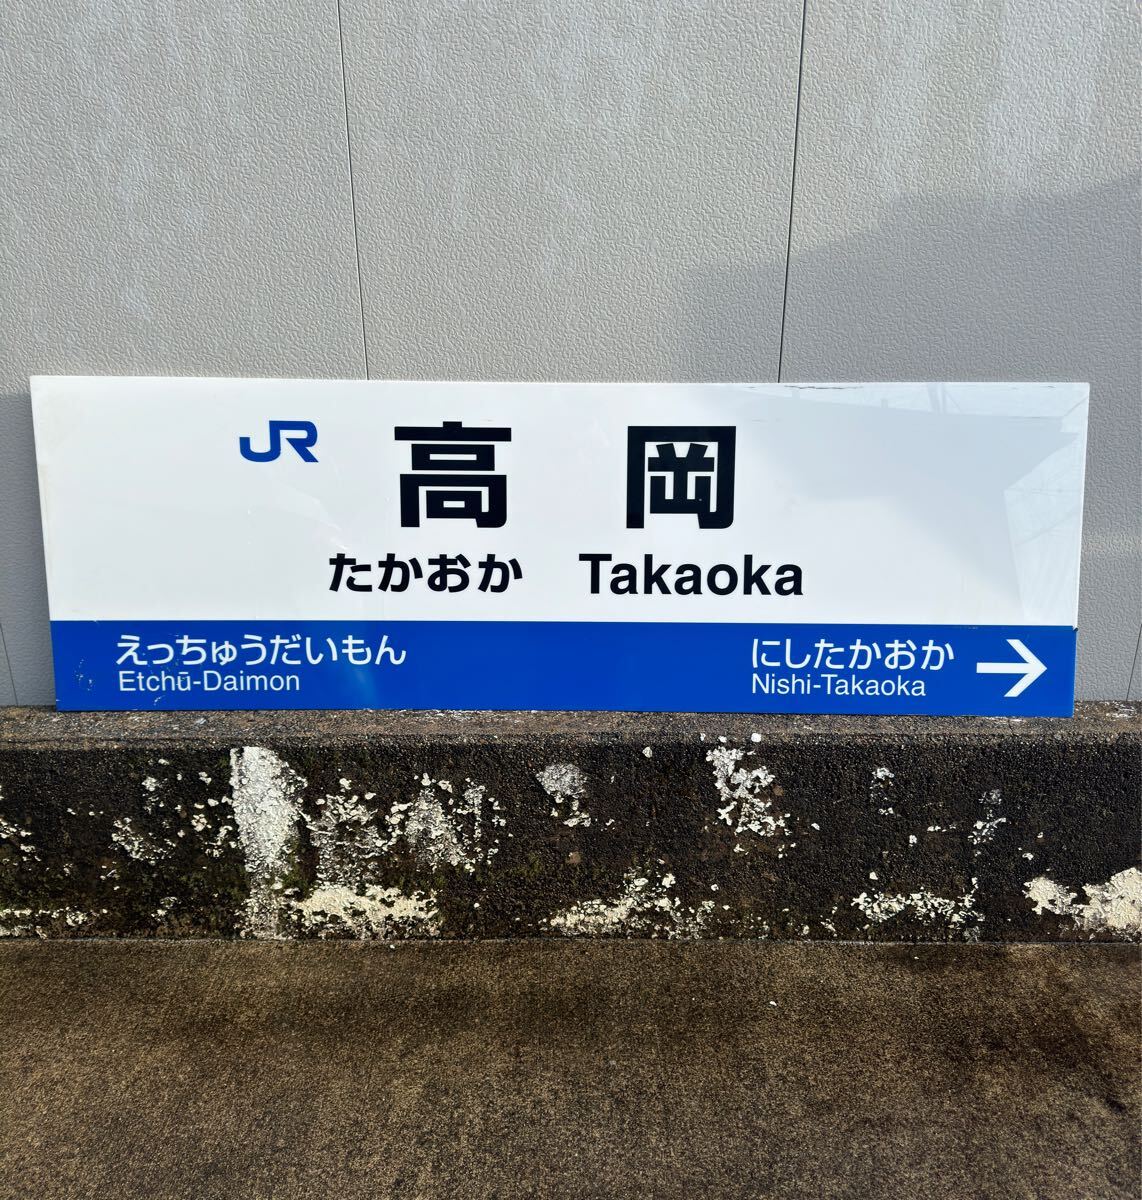 JR 高岡
たかおか Takaoka
えっちゅうだいもん
Etchū-Daimon
にしたかおか
Nishi-Takaoka →